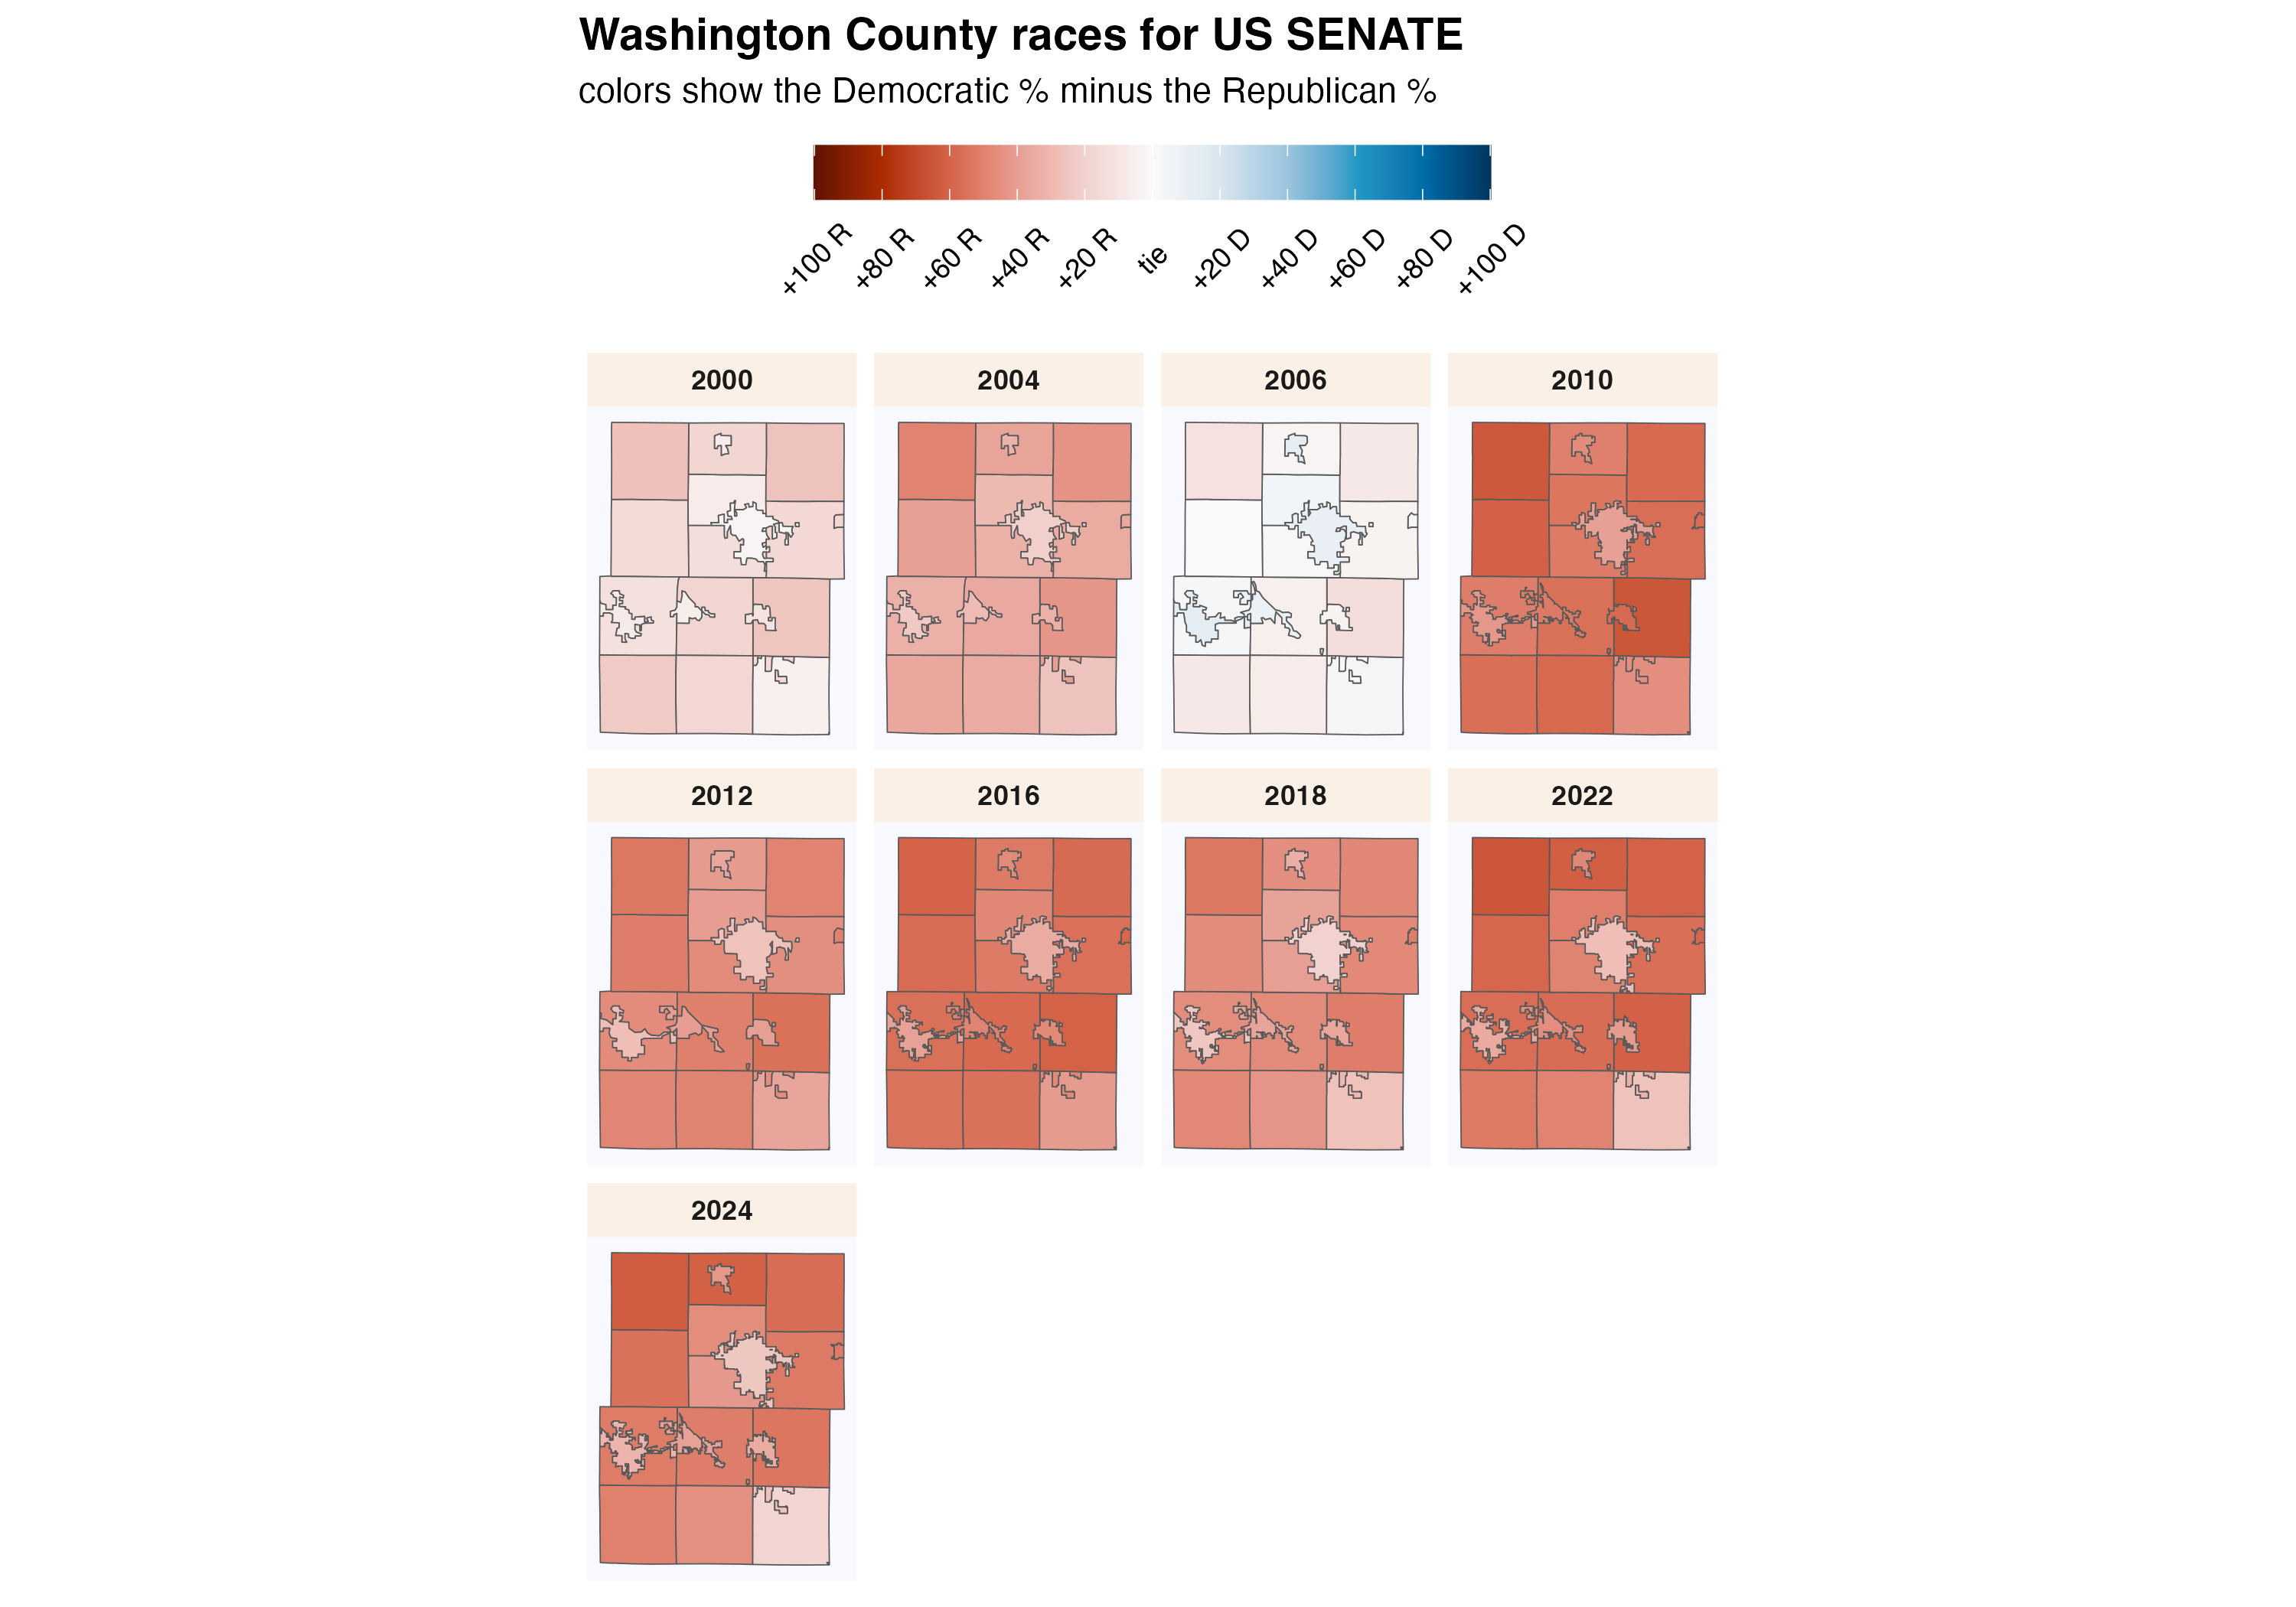 Washington County races for US SENATE
colors show the Democratic % minus the Republican %
+100 R +80 R +60 R +40 R +20 R tie +20 D +40 D +60 D +80 D +100 D
2000 2004 2006 2010
2012 2016 2018 2022
2024